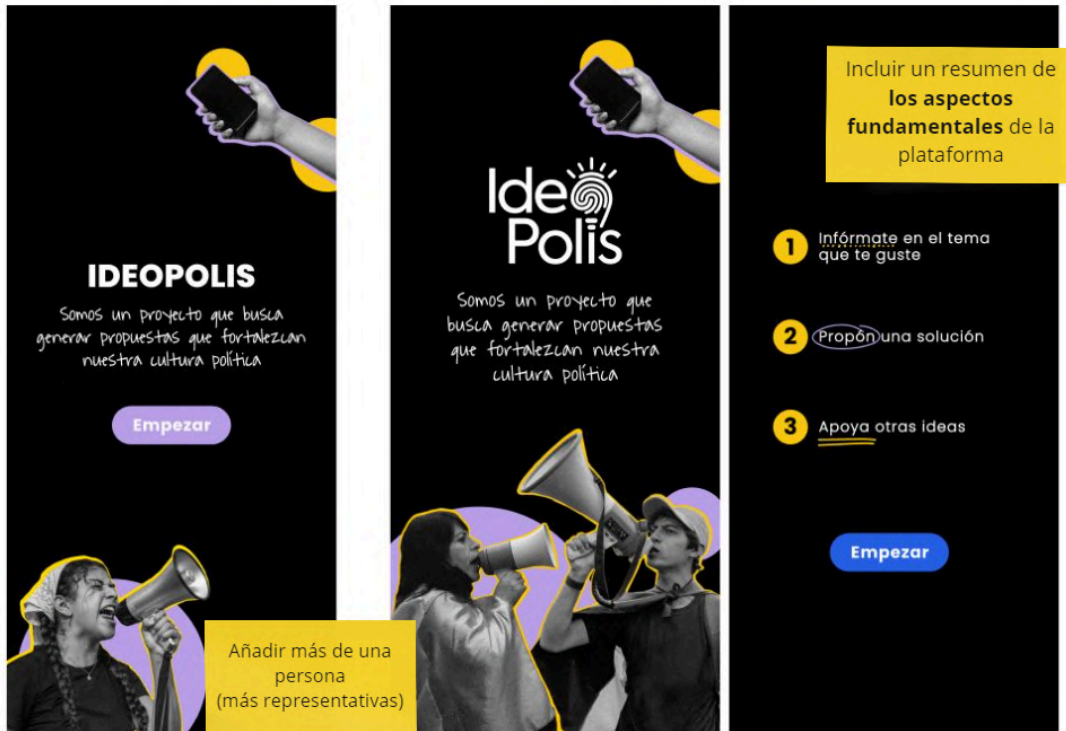 IDEOPOLIS
Somos un proyecto que busca
generar propuestas que fortalezcan
nuestra cultura política
Empezar
Añadir más de una
persona
(más representativas)
Ideo
Polis
Somos un proyecto que
busca generar propuestas
que fortalezcan nuestra
cultura política
Incluir un resumen de
los aspectos
fundamentales de la
plataforma
1 Infórmate en el tema
que te guste
2 Propón una solución
3 Apoya otras ideas
Empezar